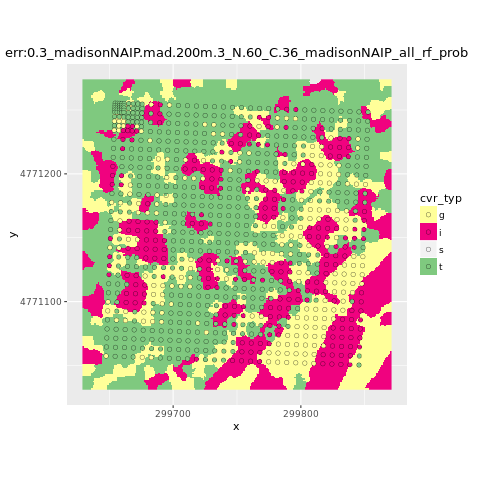 err:0.3_madisonNAIP.mad.200m.3_N.60_C.36_madisonNAIP_all_rf_prob
4771200
4771100
y
299700
299800
x
cvr_typ
g
i
s
t